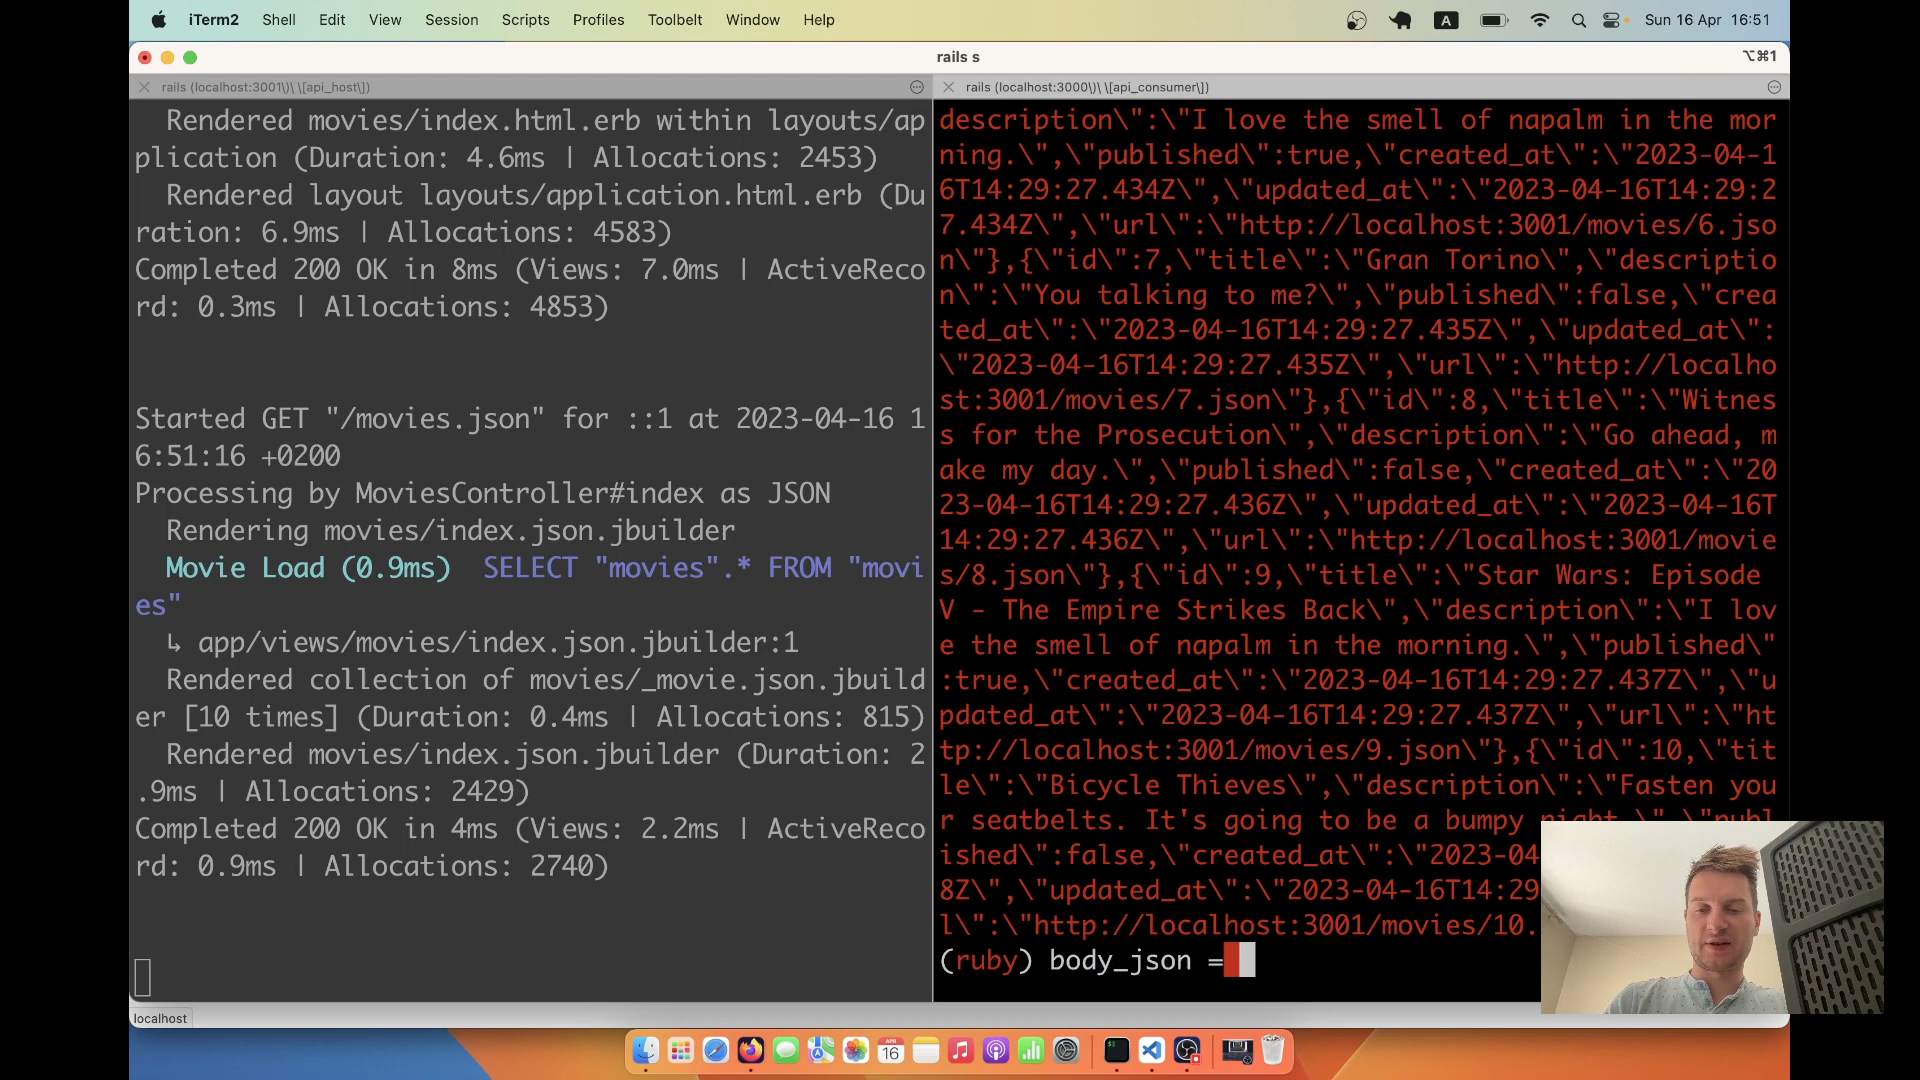 iTerm2 Shell Edit View Session Scripts Profiles Toolbelt Window Help
A
Sun 16 Apr 16:51
rails s
⌥⌘1
rails (localhost:3001\)\ \[api_host\])
Rendered movies/index.html.erb within layouts/ap
plication (Duration: 4.6ms | Allocations: 2453)
Rendered layout layouts/application.html.erb (Du
ration: 6.9ms | Allocations: 4583)
Completed 200 OK in 8ms (Views: 7.0ms | ActiveReco
rd: 0.3ms | Allocations: 4853)
Started GET "/movies.json" for ::1 at 2023-04-16 1
6:51:16 +0200
Processing by MoviesController#index as JSON
Rendering movies/index.json.jbuilder
Movie Load (0.9ms)  SELECT "movies".* FROM "movi
es"
↳ app/views/movies/index.json.jbuilder:1
Rendered collection of movies/_movie.json.jbuild
er [10 times] (Duration: 0.4ms | Allocations: 815)
Rendered movies/index.json.jbuilder (Duration: 2
.9ms | Allocations: 2429)
Completed 200 OK in 4ms (Views: 2.2ms | ActiveReco
rd: 0.9ms | Allocations: 2740)
rails (localhost:3000\)\ \[api_consumer\])
description\":\"I love the smell of napalm in the mor
ning.\",\"published\":true,\"created_at\":\"2023-04-1
6T14:29:27.434Z\",\"updated_at\":\"2023-04-16T14:29:2
7.434Z\",\"url\":\"http://localhost:3001/movies/6.jso
n\"},{\"id\":7,\"title\":\"Gran Torino\",\"descriptio
n\":\"You talking to me?\",\"published\":false,\"crea
ted_at\":\"2023-04-16T14:29:27.435Z\",\"updated_at\":
\"2023-04-16T14:29:27.435Z\",\"url\":\"http://localho
st:3001/movies/7.json\"},{\"id\":8,\"title\":\"Witnes
s for the Prosecution\",\"description\":\"Go ahead, m
ake my day.\",\"published\":false,\"created_at\":\"20
23-04-16T14:29:27.436Z\",\"updated_at\":\"2023-04-16T
14:29:27.436Z\",\"url\":\"http://localhost:3001/movie
s/8.json\"},{\"id\":9,\"title\":\"Star Wars: Episode
V - The Empire Strikes Back\",\"description\":\"I lov
e the smell of napalm in the morning.\",\"published\"
:true,\"created_at\":\"2023-04-16T14:29:27.437Z\",\"u
pdated_at\":\"2023-04-16T14:29:27.437Z\",\"url\":\"ht
tp://localhost:3001/movies/9.json\"},{\"id\":10,\"tit
le\":\"Bicycle Thieves\",\"description\":\"Fasten you
r seatbelts. It's going to be a bumpy night.\",\"publ
ished\":false,\"created_at\":\"2023-04
8Z\",\"updated_at\":\"2023-04-16T14:29
l\":\"http://localhost:3001/movies/10.
(ruby) body_json =
localhost
APR
16